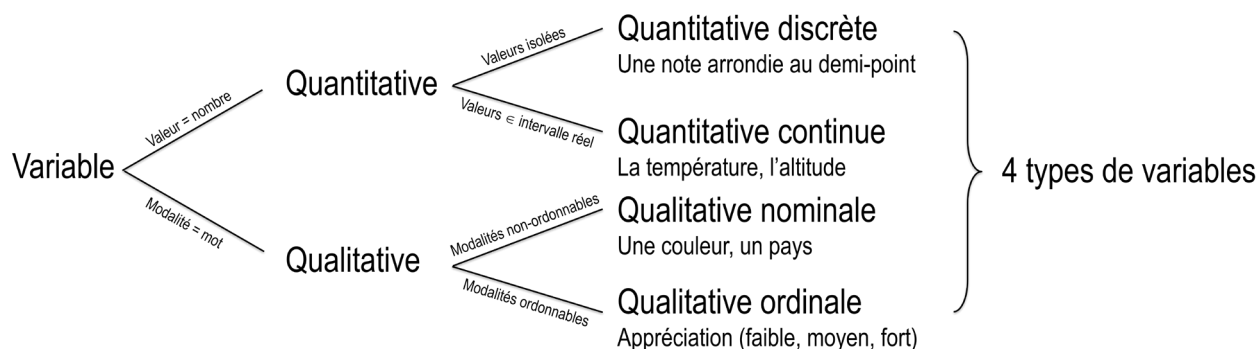 Variable
Valeur = nombre
Modalité = mot
Quantitative
Qualitative
Valeurs isolées
Valeurs ∈ intervalle réel
Modalités non-ordonnables
Modalités ordonnables
Quantitative discrète
Une note arrondie au demi-point
Quantitative continue
La température, l'altitude
Qualitative nominale
Une couleur, un pays
Qualitative ordinale
Appréciation (faible, moyen, fort)
4 types de variables